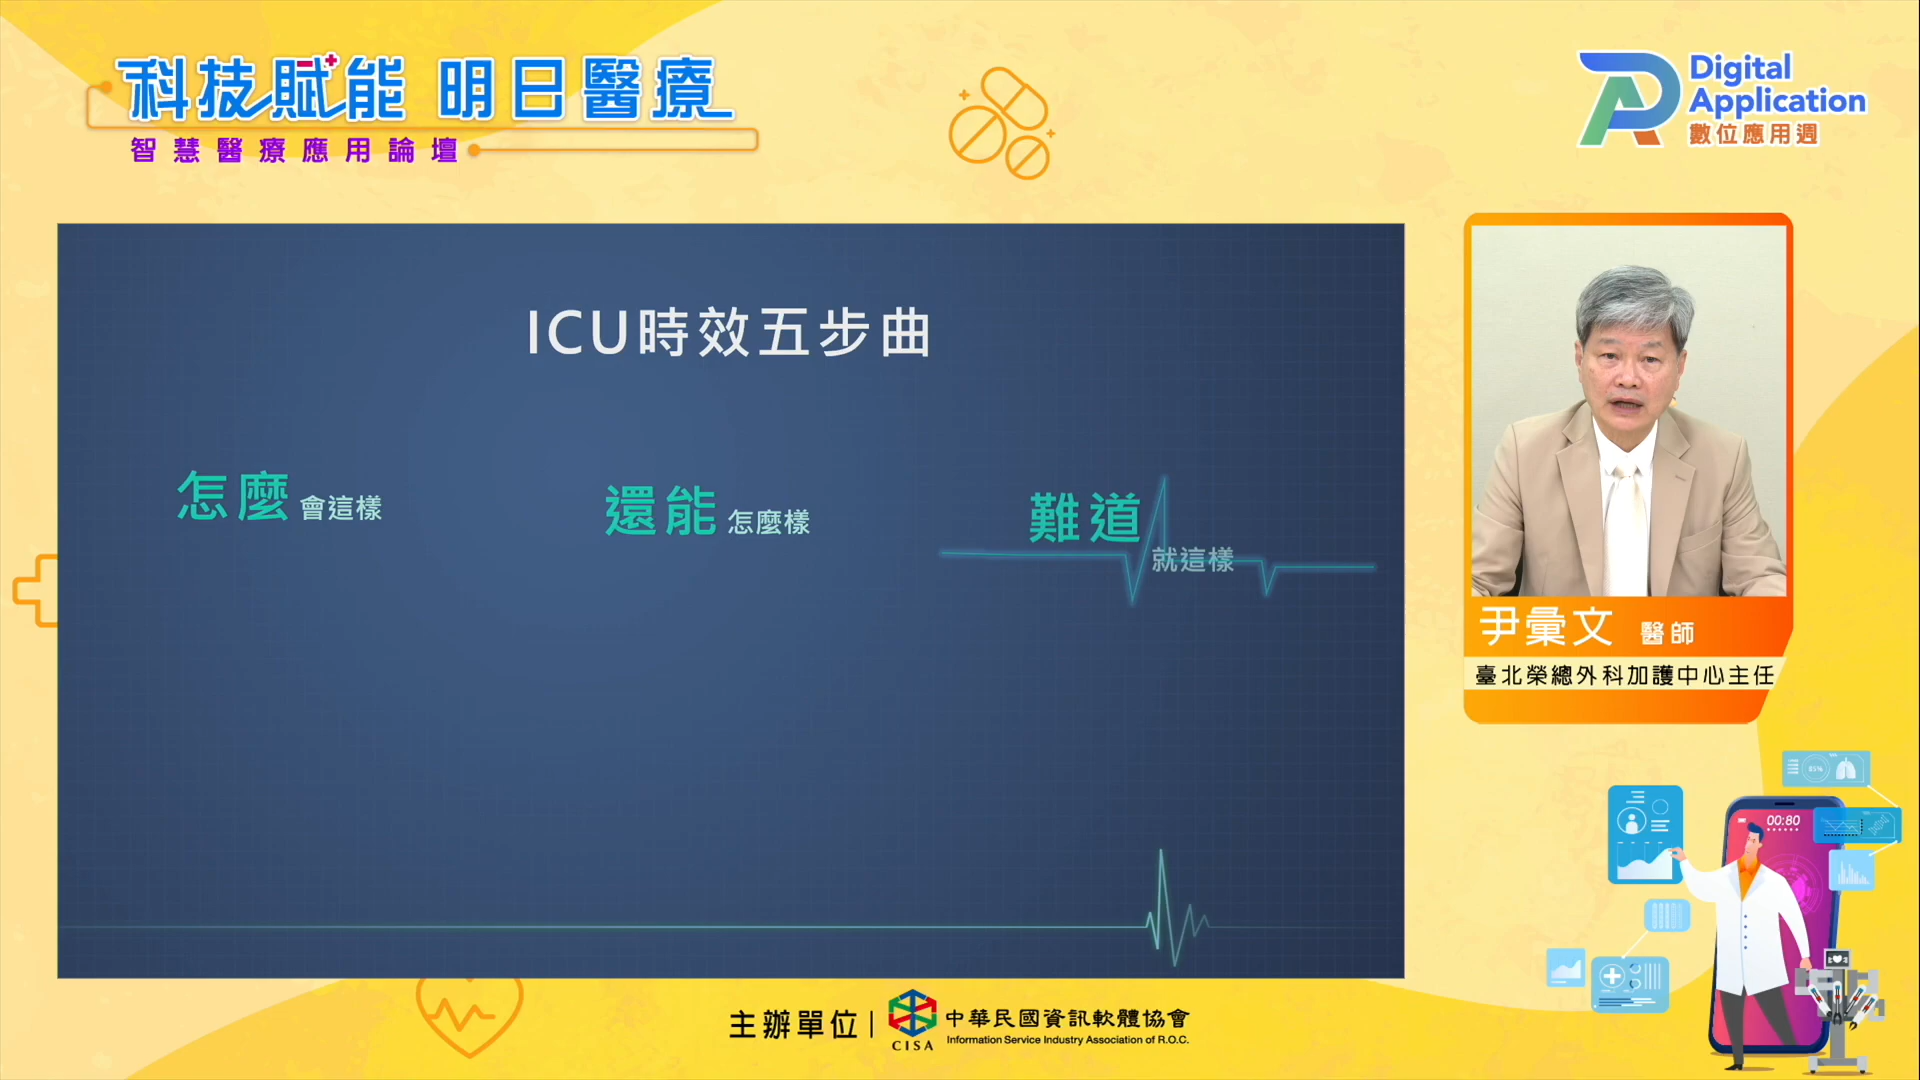 科技賦能 明日醫療
智慧醫療應用論壇
Digital
Application
數位應用週
ICU時效五步曲
怎麼會這樣
還能怎麼樣
難道就這樣
尹彙文 醫師
臺北榮總外科加護中心主任
85%
00:80
主辦單位
CISA
中華民國資訊軟體協會
Information Service Industry Association of R.O.C.